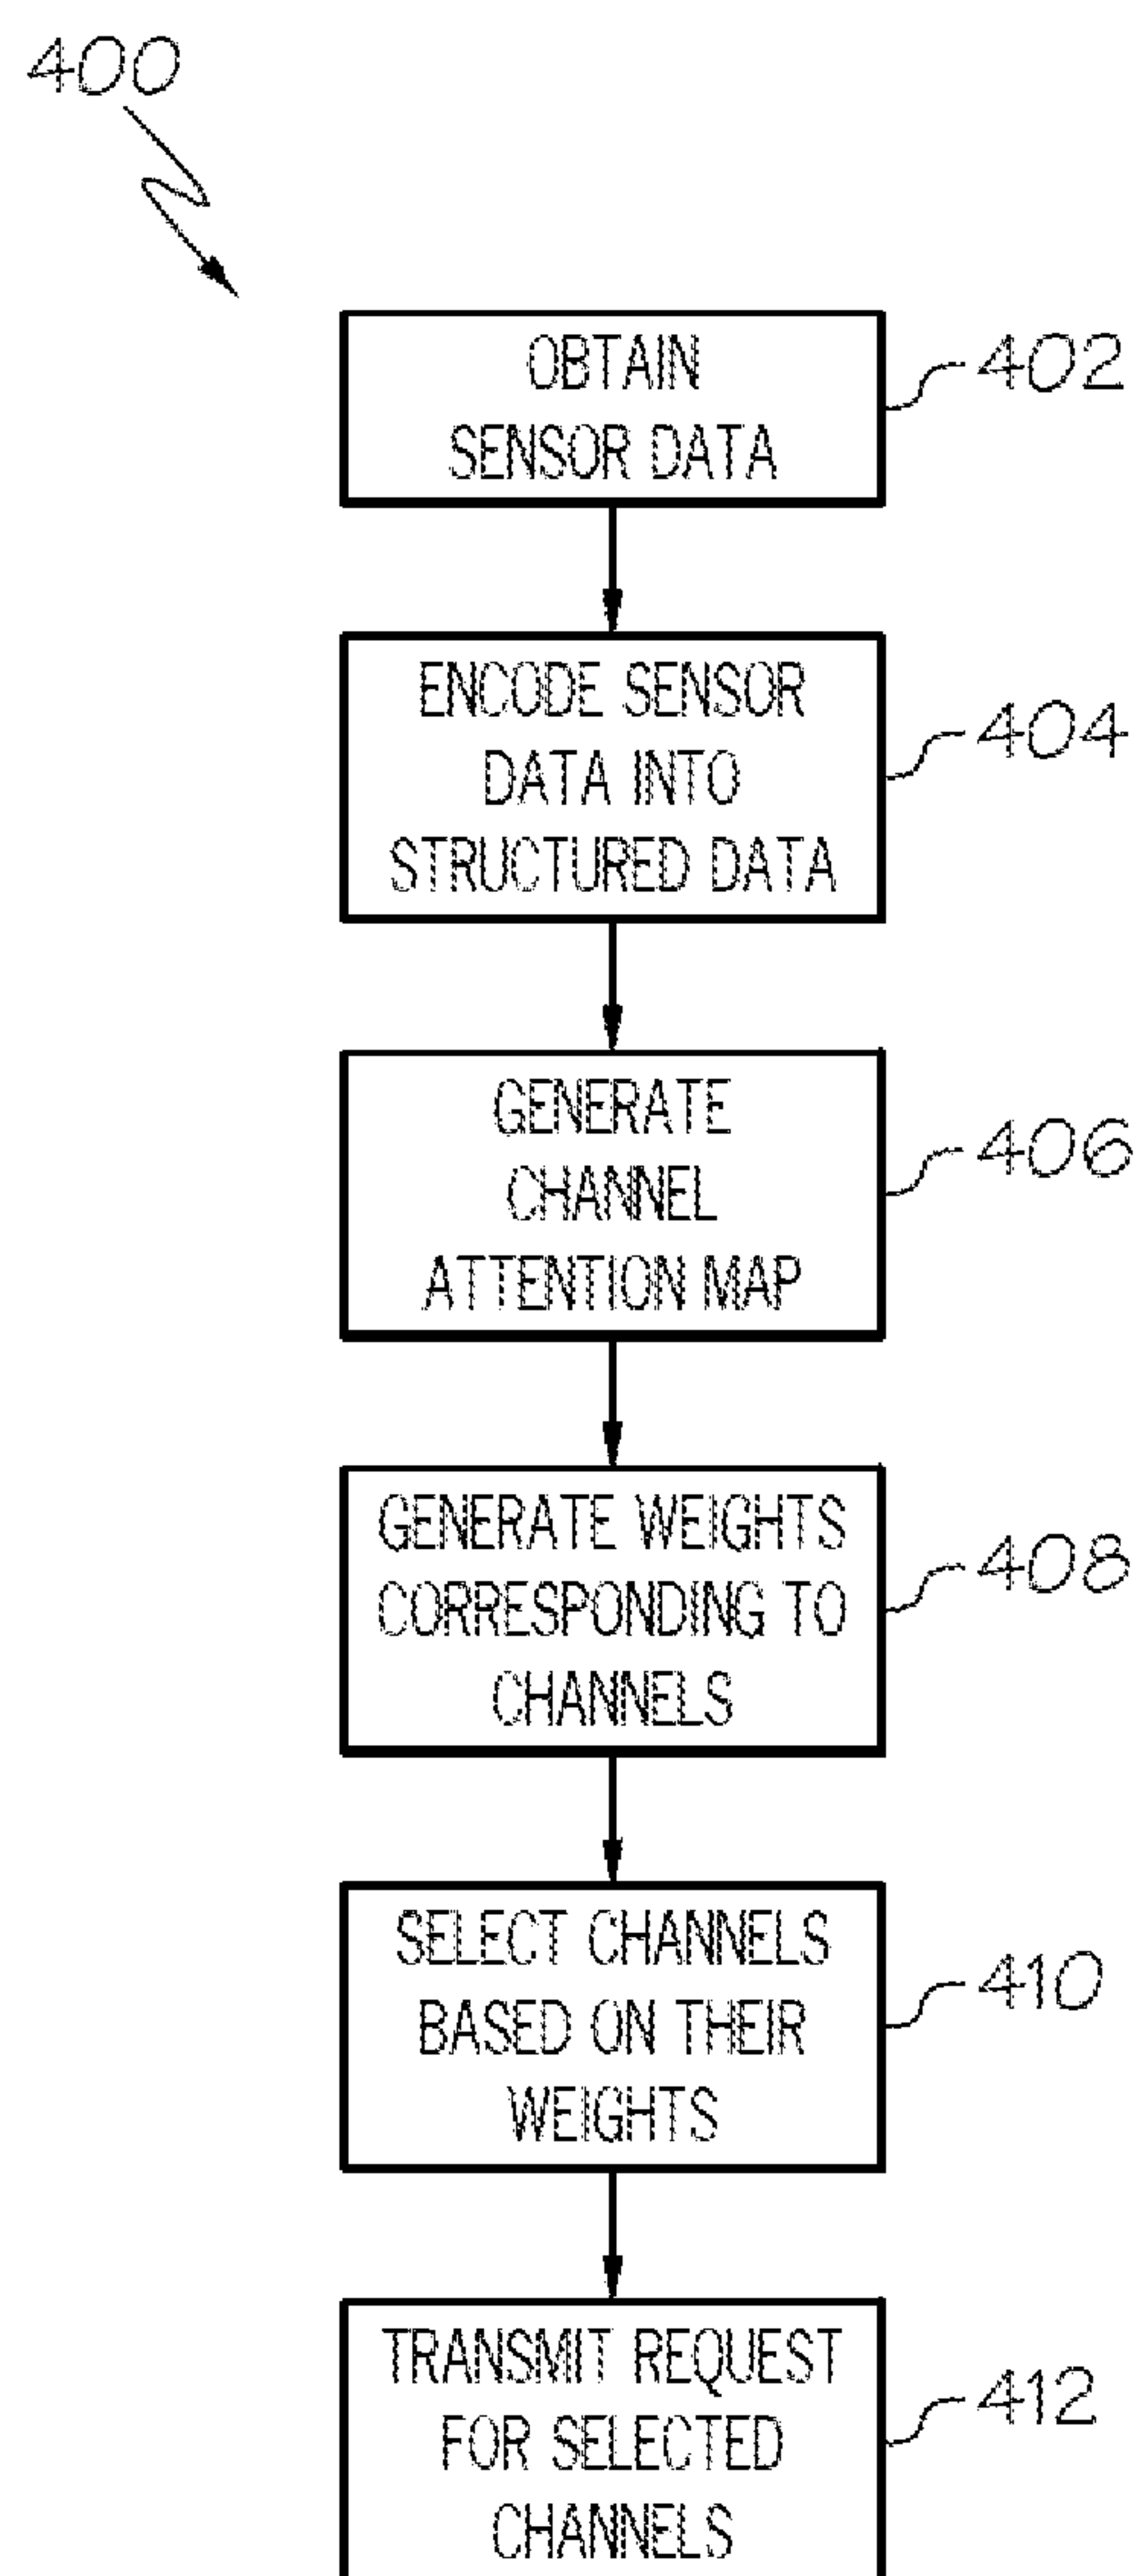 400
OBTAIN
SENSOR DATA
402
ENCODE SENSOR
DATA INTO
STRUCTURED DATA
404
GENERATE
CHANNEL
ATTENTION MAP
406
GENERATE WEIGHTS
CORRESPONDING TO
CHANNELS
408
SELECT CHANNELS
BASED ON THEIR
WEIGHTS
410
TRANSMIT REQUEST
FOR SELECTED
CHANNELS
412